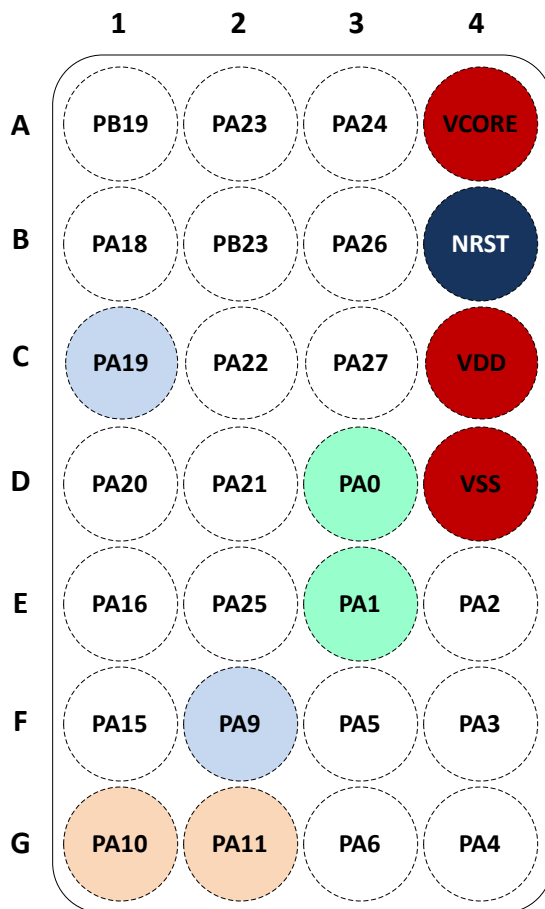 1 2 3 4
A PB19 PA23 PA24 VCORE
B PA18 PB23 PA26 NRST
C PA19 PA22 PA27 VDD
D PA20 PA21 PA0 VSS
E PA16 PA25 PA1 PA2
F PA15 PA9 PA5 PA3
G PA10 PA11 PA6 PA4